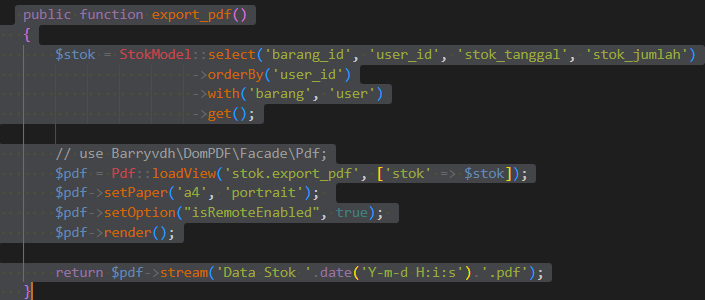 public function export_pdf()
{
    $stok = StokModel::select('barang_id', 'user_id', 'stok_tanggal', 'stok_jumlah')
                    ->orderBy('user_id')
                    ->with('barang', 'user')
                    ->get();

    // use Barryvdh\DomPDF\Facade\Pdf;
    $pdf = Pdf::loadView('stok.export_pdf', ['stok' => $stok]);
    $pdf->setPaper('a4', 'portrait');
    $pdf->setOption("isRemoteEnabled", true);
    $pdf->render();

    return $pdf->stream('Data Stok '.date('Y-m-d H:i:s').'.pdf');
}